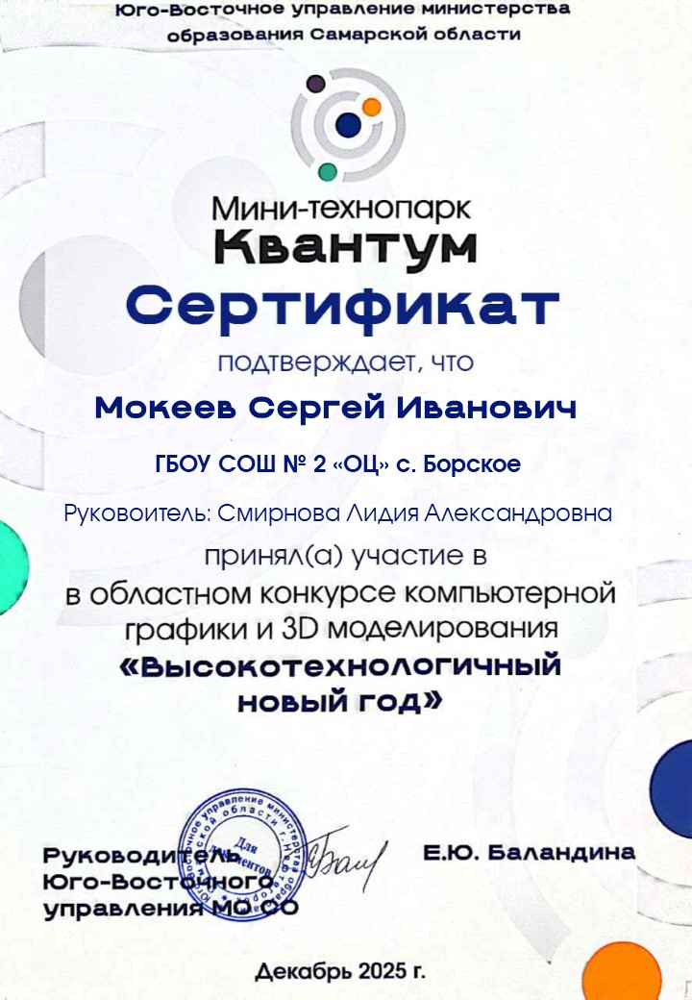 Юго-Восточное управление министерства
образования Самарской области
Мини-технопарк
Квантум
Сертификат
подтверждает, что
Мокеев Сергей Иванович
ГБОУ СОШ № 2 «ОЦ» с. Борское
Руковоитель: Смирнова Лидия Александровна
принял(а) участие в
в областном конкурсе компьютерной
графики и 3D моделирования
«Высокотехнологичный
новый год»
Для
документов
Руководитель
Юго-Восточного
управления МО СО
Е.Ю. Баландина
Декабрь 2025 г.